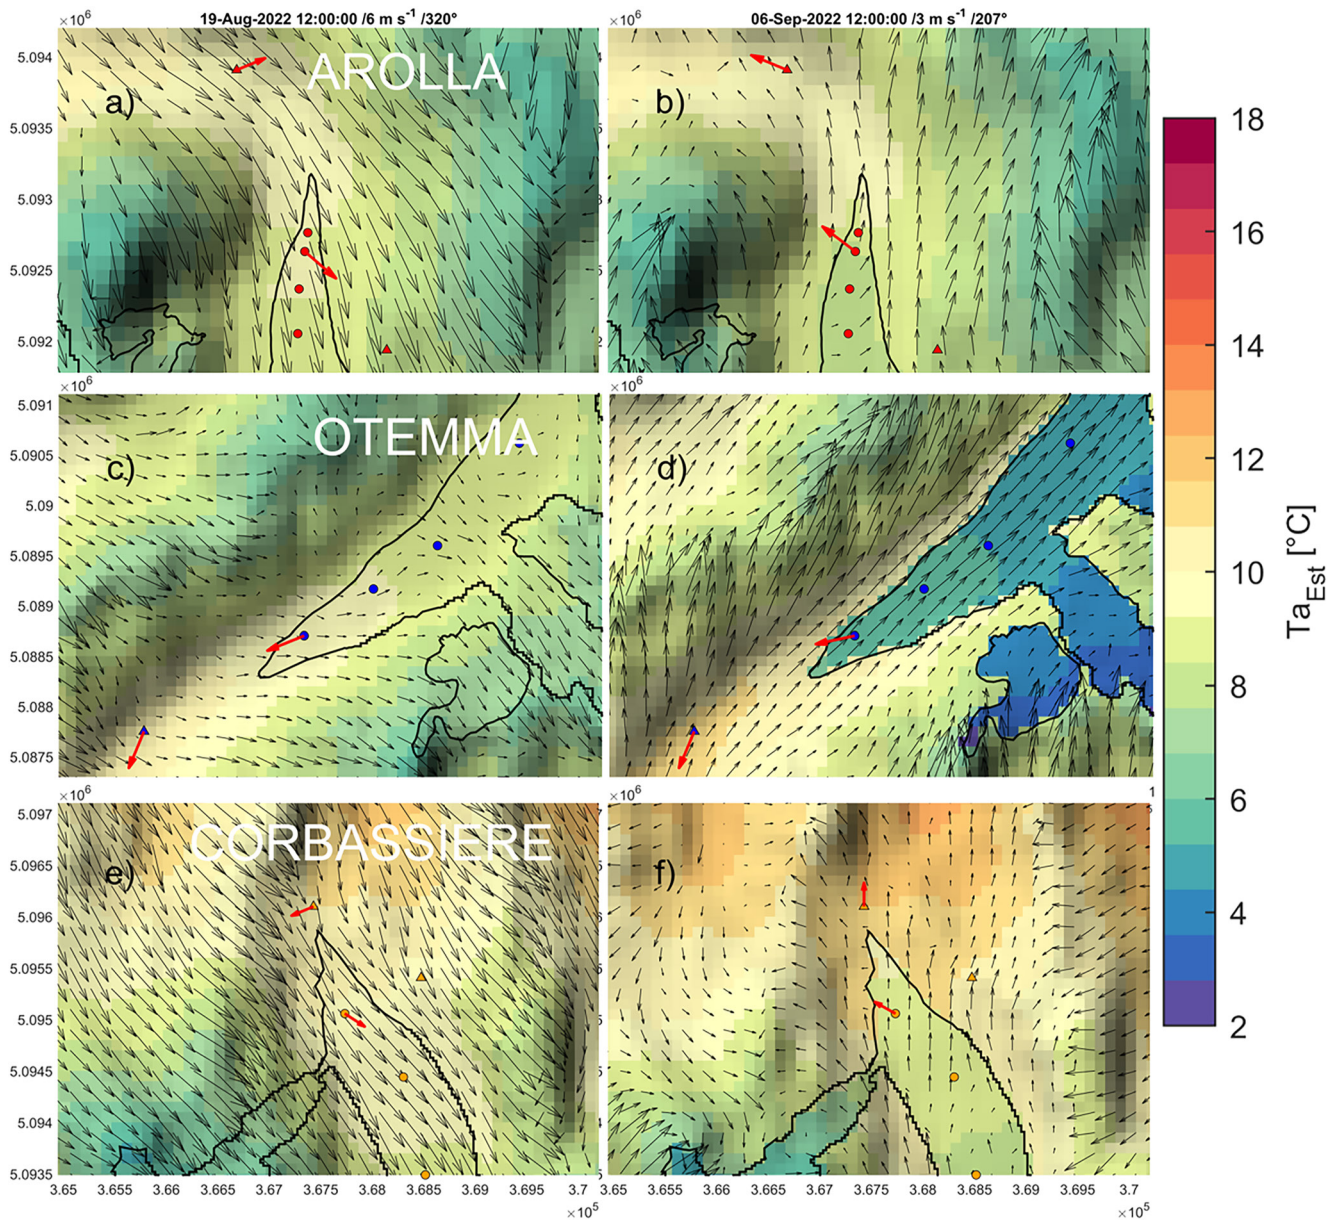 19-Aug-2022 12:00:00 /6 m s⁻¹ /320°
06-Sep-2022 12:00:00 /3 m s⁻¹ /207°
×10⁶
×10⁶
AROLLA
a)
b)
5.094
5.0935
5.093
5.0925
5.092
×10⁶
×10⁶
OTEMMA
c)
d)
5.091
5.0905
5.09
5.0895
5.089
5.0885
5.088
5.0875
×10⁶
×10⁶
CORBASSIERE
e)
f)
5.097
5.0965
5.096
5.0955
5.095
5.0945
5.094
5.0935
3.65 3.655 3.66 3.665 3.67 3.675 3.68 3.685 3.69 3.695 3.7
×10⁵
3.65 3.655 3.66 3.665 3.67 3.675 3.68 3.685 3.69 3.695 3.7
×10⁵
18
16
14
12
10
8
6
4
2
Ta_Est [°C]